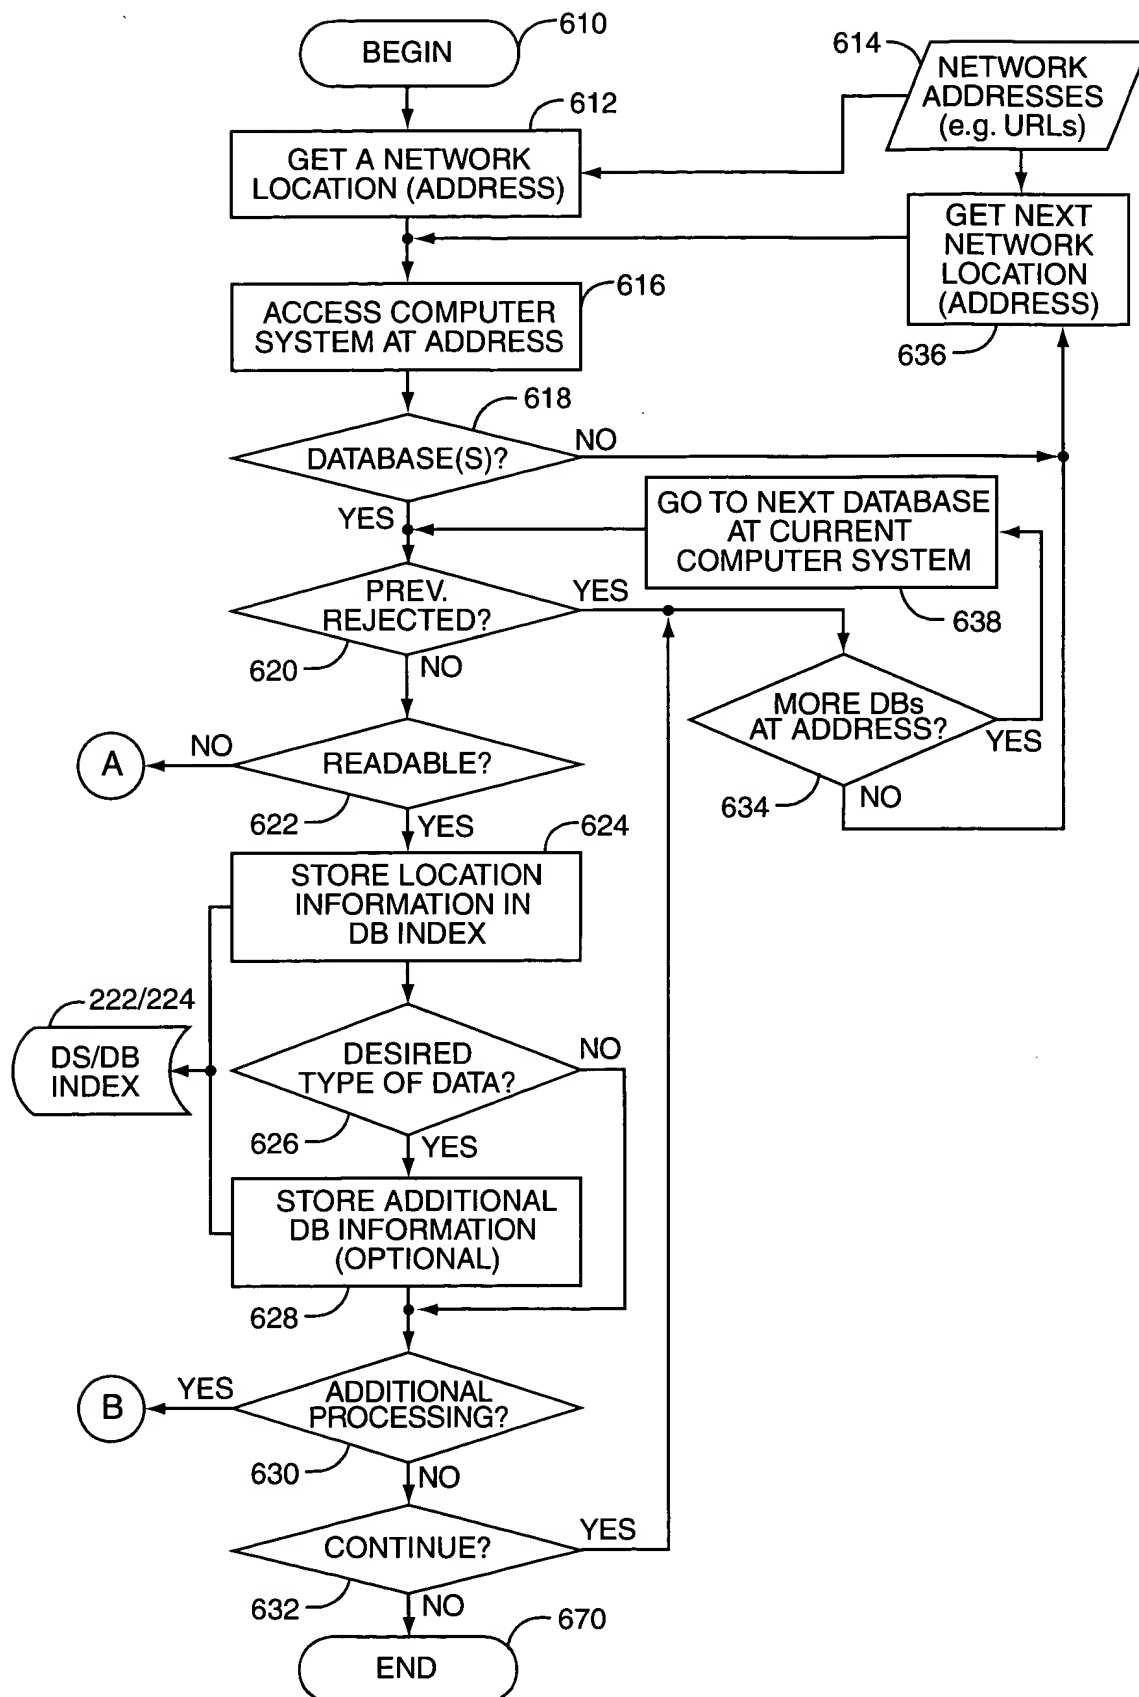 BEGIN
610
614
NETWORK
ADDRESSES
(e.g. URLs)
612
GET A NETWORK
LOCATION (ADDRESS)
GET NEXT
NETWORK
LOCATION
(ADDRESS)
636
616
ACCESS COMPUTER
SYSTEM AT ADDRESS
618
DATABASE(S)?
NO
YES
GO TO NEXT DATABASE
AT CURRENT
COMPUTER SYSTEM
638
PREV.
REJECTED?
YES
620
NO
MORE DBs
AT ADDRESS?
YES
634
NO
A
NO
READABLE?
622
YES
624
STORE LOCATION
INFORMATION IN
DB INDEX
222/224
DS/DB
INDEX
DESIRED
TYPE OF DATA?
NO
626
YES
STORE ADDITIONAL
DB INFORMATION
(OPTIONAL)
628
B
YES
ADDITIONAL
PROCESSING?
630
NO
CONTINUE?
YES
632
NO
670
END